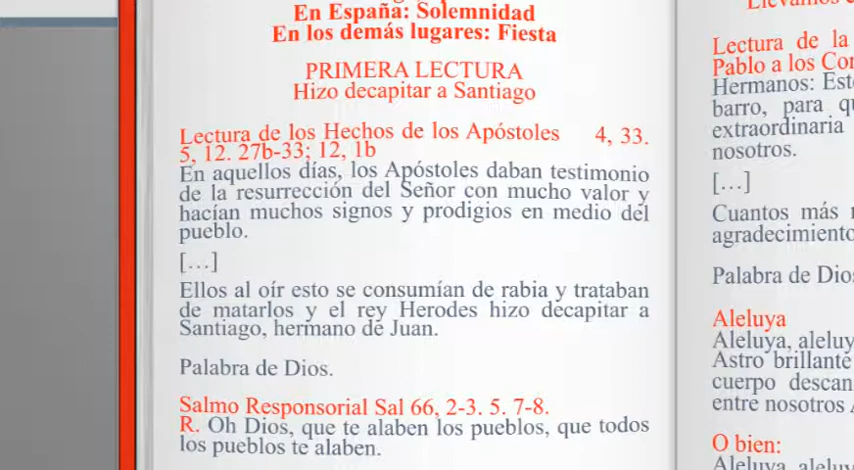 En España: Solemnidad
En los demás lugares: Fiesta
PRIMERA LECTURA
Hizo decapitar a Santiago
Lectura de los Hechos de los Apóstoles 4, 33.
5, 12. 27b-33; 12, 1b
En aquellos días, los Apóstoles daban testimonio
de la resurrección del Señor con mucho valor y
hacían muchos signos y prodigios en medio del
pueblo.
[...]
Ellos al oír esto se consumían de rabia y trataban
de matarlos y el rey Herodes hizo decapitar a
Santiago, hermano de Juan.
Palabra de Dios.
Salmo Responsorial Sal 66, 2-3. 5. 7-8.
R. Oh Dios, que te alaben los pueblos, que todos
los pueblos te alaben.
Lectura de la
Pablo a los
Hermanos:
barro, para
extraordinaria
nosotros.
[...]
Cuantos más
agradecimiento
Palabra de
Aleluya
Aleluya,
Astro brillante
cuerpo
entre nosotros
O bien:
Aleluya,